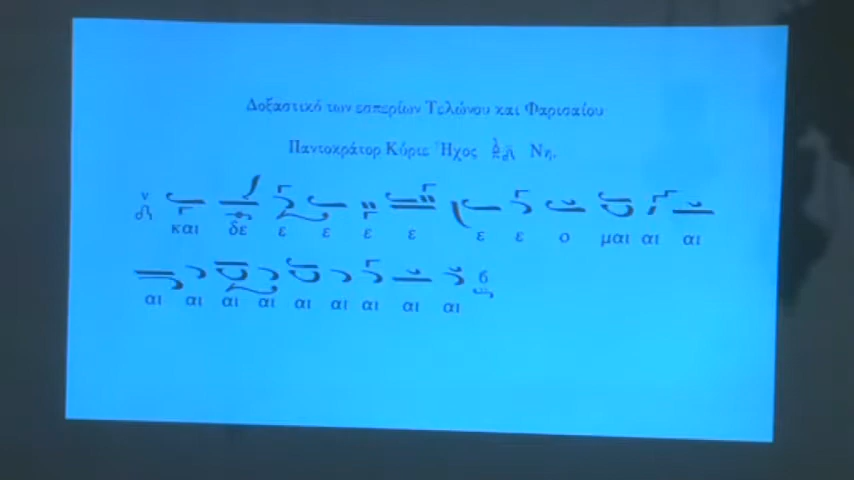 Δοξαστικό των εσπερίων Τελώνου και Φαρισαίου
Παντοκράτορ Κύριε Ἦχος Νη.
και δε ε ε ε ε ε ε ο μαι αι αι
αι αι αι αι αι αι αι αι αι